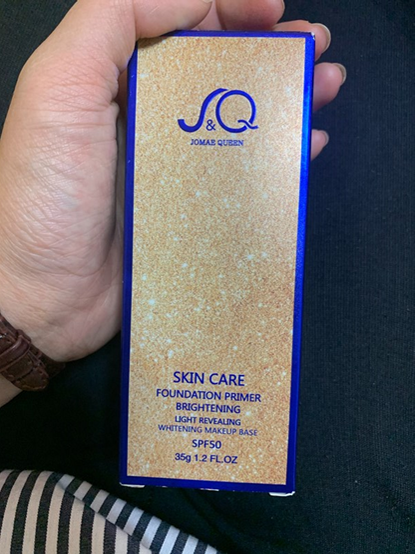 J&Q
JOMAE QUEEN
SKIN CARE
FOUNDATION PRIMER
BRIGHTENING
LIGHT REVEALING
WHITENING MAKEUP BASE
SPF50
35g 1.2 FL.OZ